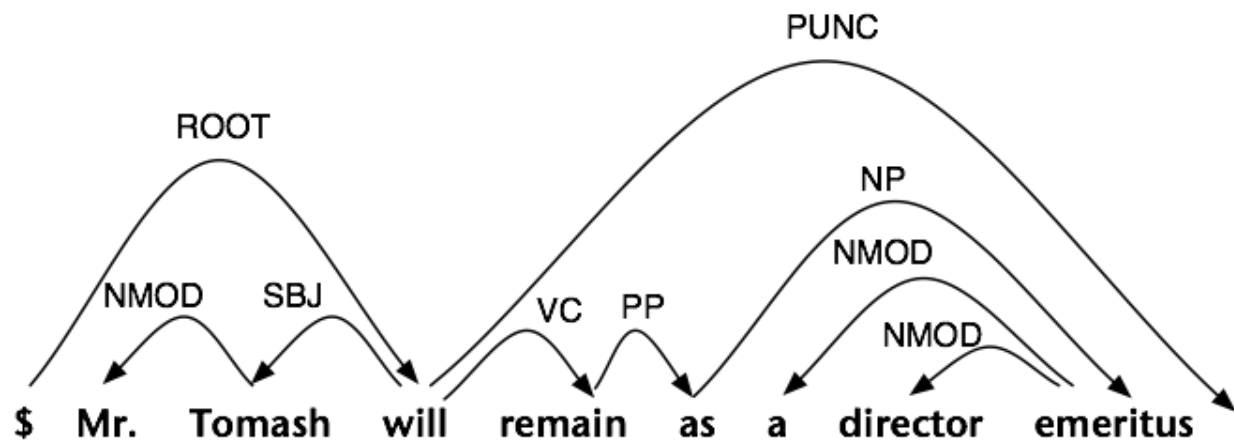 PUNC
ROOT
NP
NMOD
NMOD SBJ VC PP
NMOD
$ Mr. Tomash will remain as a director emeritus